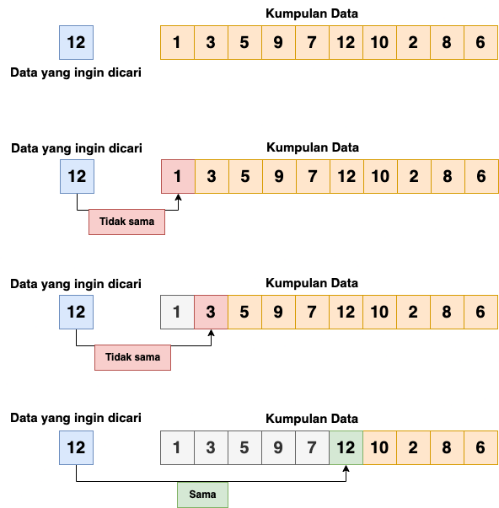 Kumpulan Data
12 1 3 5 9 7 12 10 2 8 6
Data yang ingin dicari
Data yang ingin dicari Kumpulan Data
12 1 3 5 9 7 12 10 2 8 6
Tidak sama
Data yang ingin dicari Kumpulan Data
12 1 3 5 9 7 12 10 2 8 6
Tidak sama
Data yang ingin dicari Kumpulan Data
12 1 3 5 9 7 12 10 2 8 6
Sama